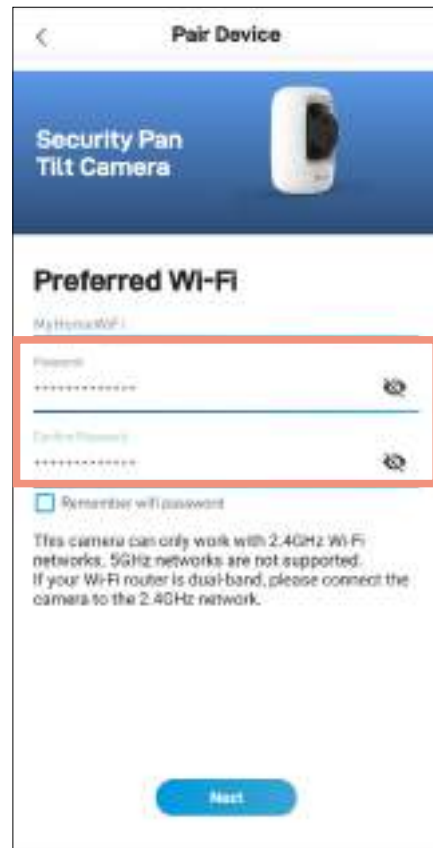 Pair Device
Security Pan
Tilt Camera
Preferred Wi-Fi
MyHomeWiFi
Password
•••••••••••••
Confirm Password
•••••••••••••
Remember wifi password
This camera can only work with 2.4GHz Wi-Fi
networks. 5GHz networks are not supported.
If your Wi-Fi router is dual-band, please connect the
camera to the 2.4GHz network.
Next